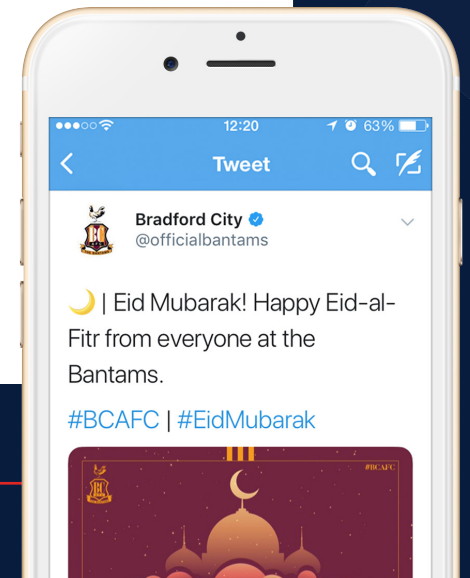 12:20
63%
Tweet
Bradford City
@officialbantams
🌙 | Eid Mubarak! Happy Eid-al-
Fitr from everyone at the
Bantams.
#BCAFC | #EidMubarak
#BCAFC